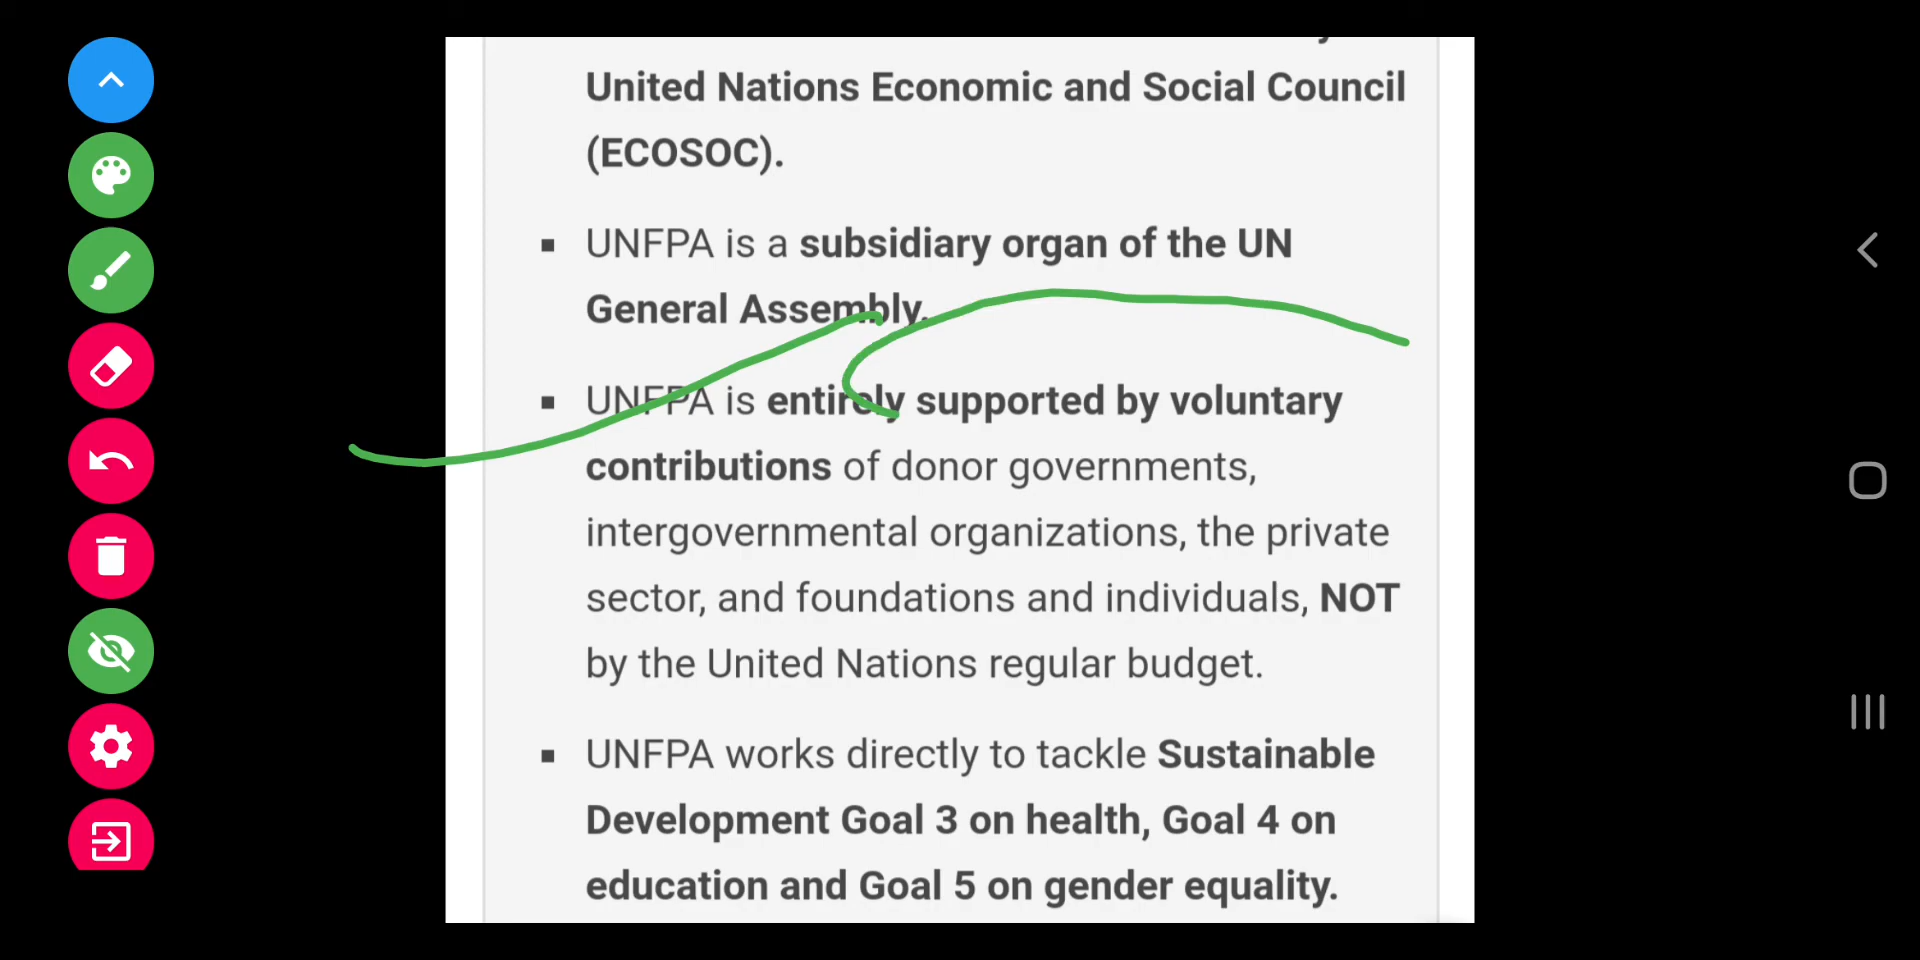 United Nations Economic and Social Council
(ECOSOC).
▪ UNFPA is a subsidiary organ of the UN
General Assembly.
▪ UNFPA is entirely supported by voluntary
contributions of donor governments,
intergovernmental organizations, the private
sector, and foundations and individuals, NOT
by the United Nations regular budget.
▪ UNFPA works directly to tackle Sustainable
Development Goal 3 on health, Goal 4 on
education and Goal 5 on gender equality.